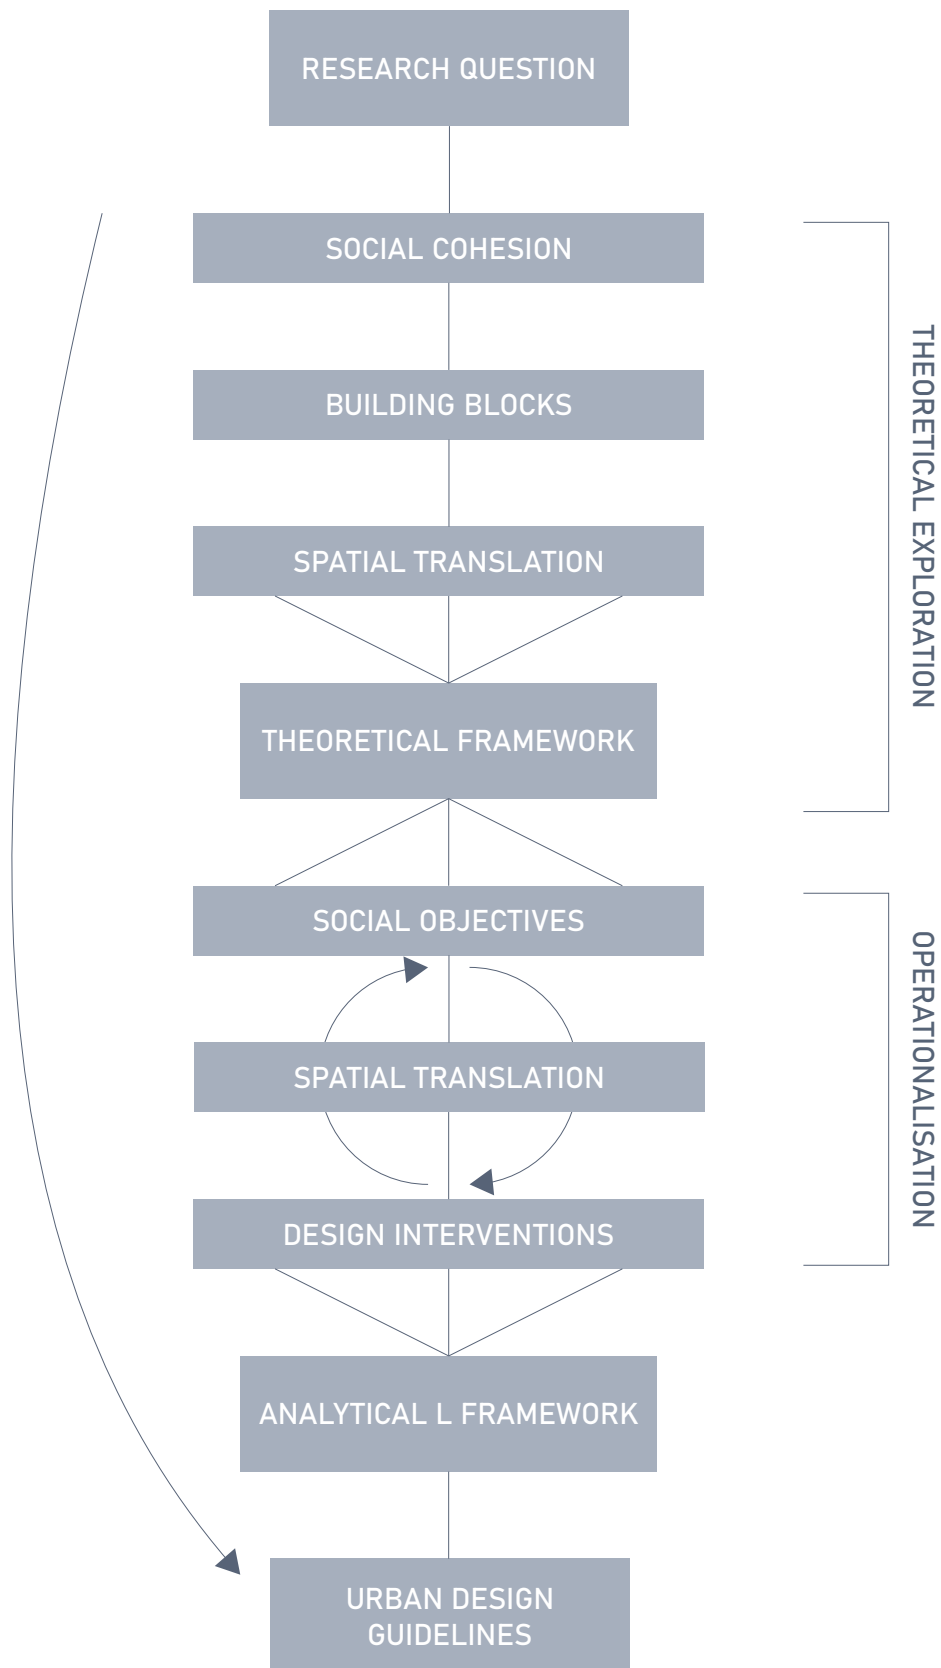 RESEARCH QUESTION
SOCIAL COHESION
BUILDING BLOCKS
SPATIAL TRANSLATION
THEORETICAL FRAMEWORK
THEORETICAL EXPLORATION
SOCIAL OBJECTIVES
SPATIAL TRANSLATION
DESIGN INTERVENTIONS
OPERATIONALISATION
ANALYTICAL L FRAMEWORK
URBAN DESIGN
GUIDELINES